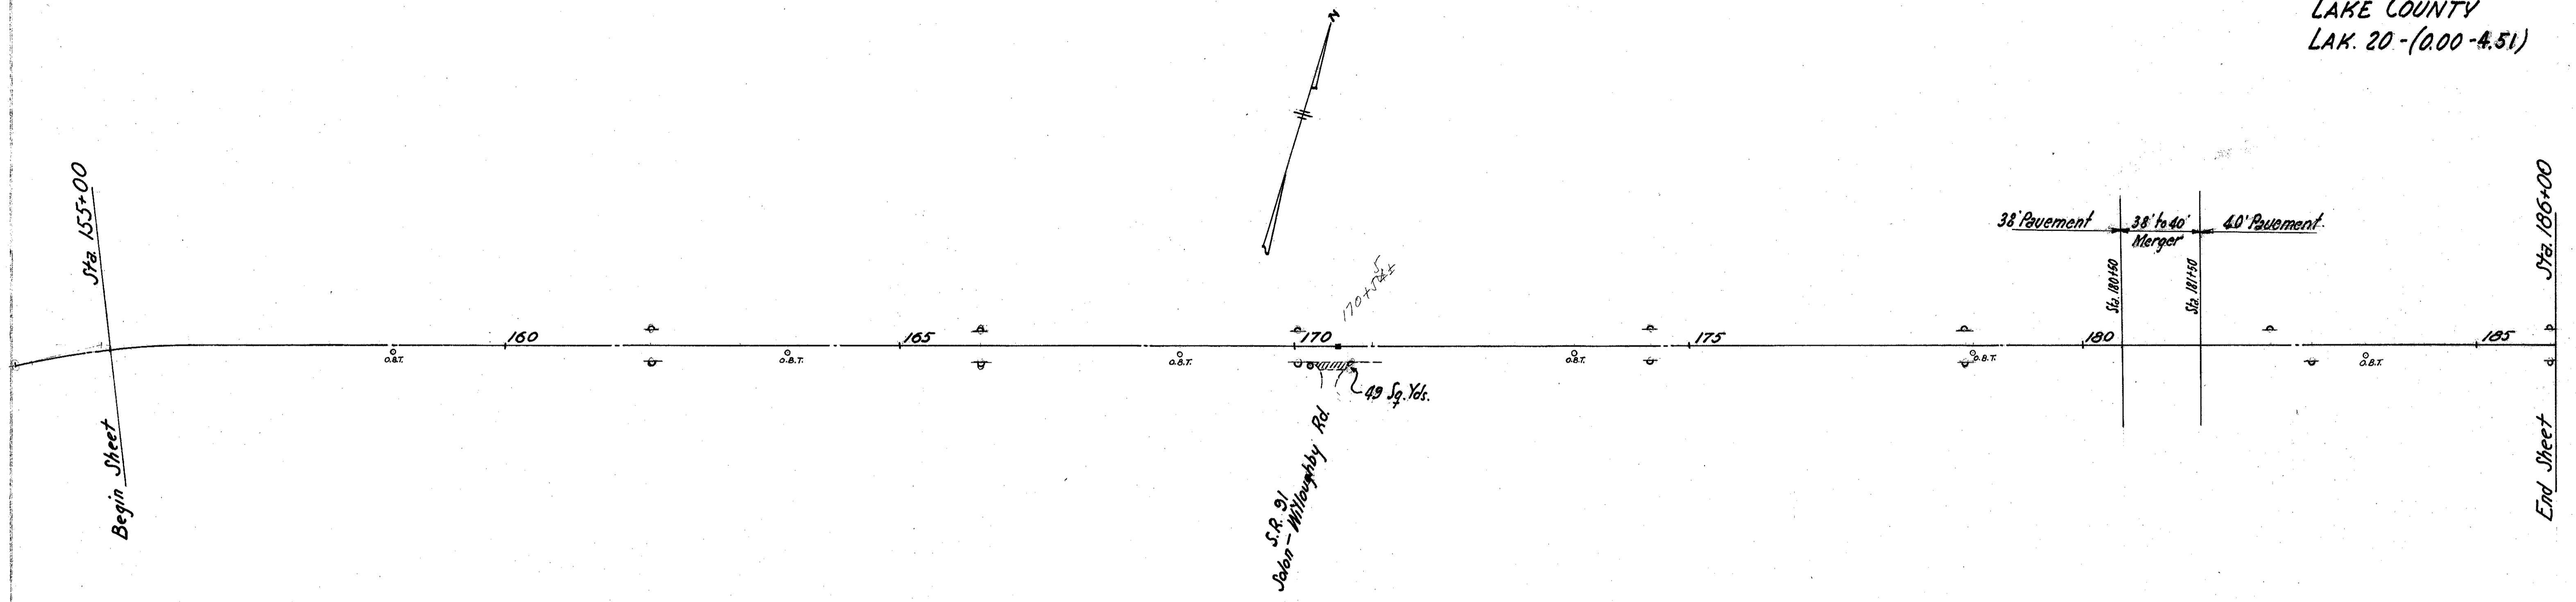 LAKE COUNTY
LAK. 20-(0.00-4.51)
N
Sta. 155+00
Begin Sheet
38' Pavement
38' to 40'
Merger
40' Pavement
Sta. 180+50
Sta. 181+50
Sta. 186+00
End Sheet
160
165
170
175
180
185
O.B.T.
O.B.T.
O.B.T.
O.B.T.
O.B.T.
O.B.T.
49 Sq. Yds.
S.R. 91
Solon-Willoughby Rd.